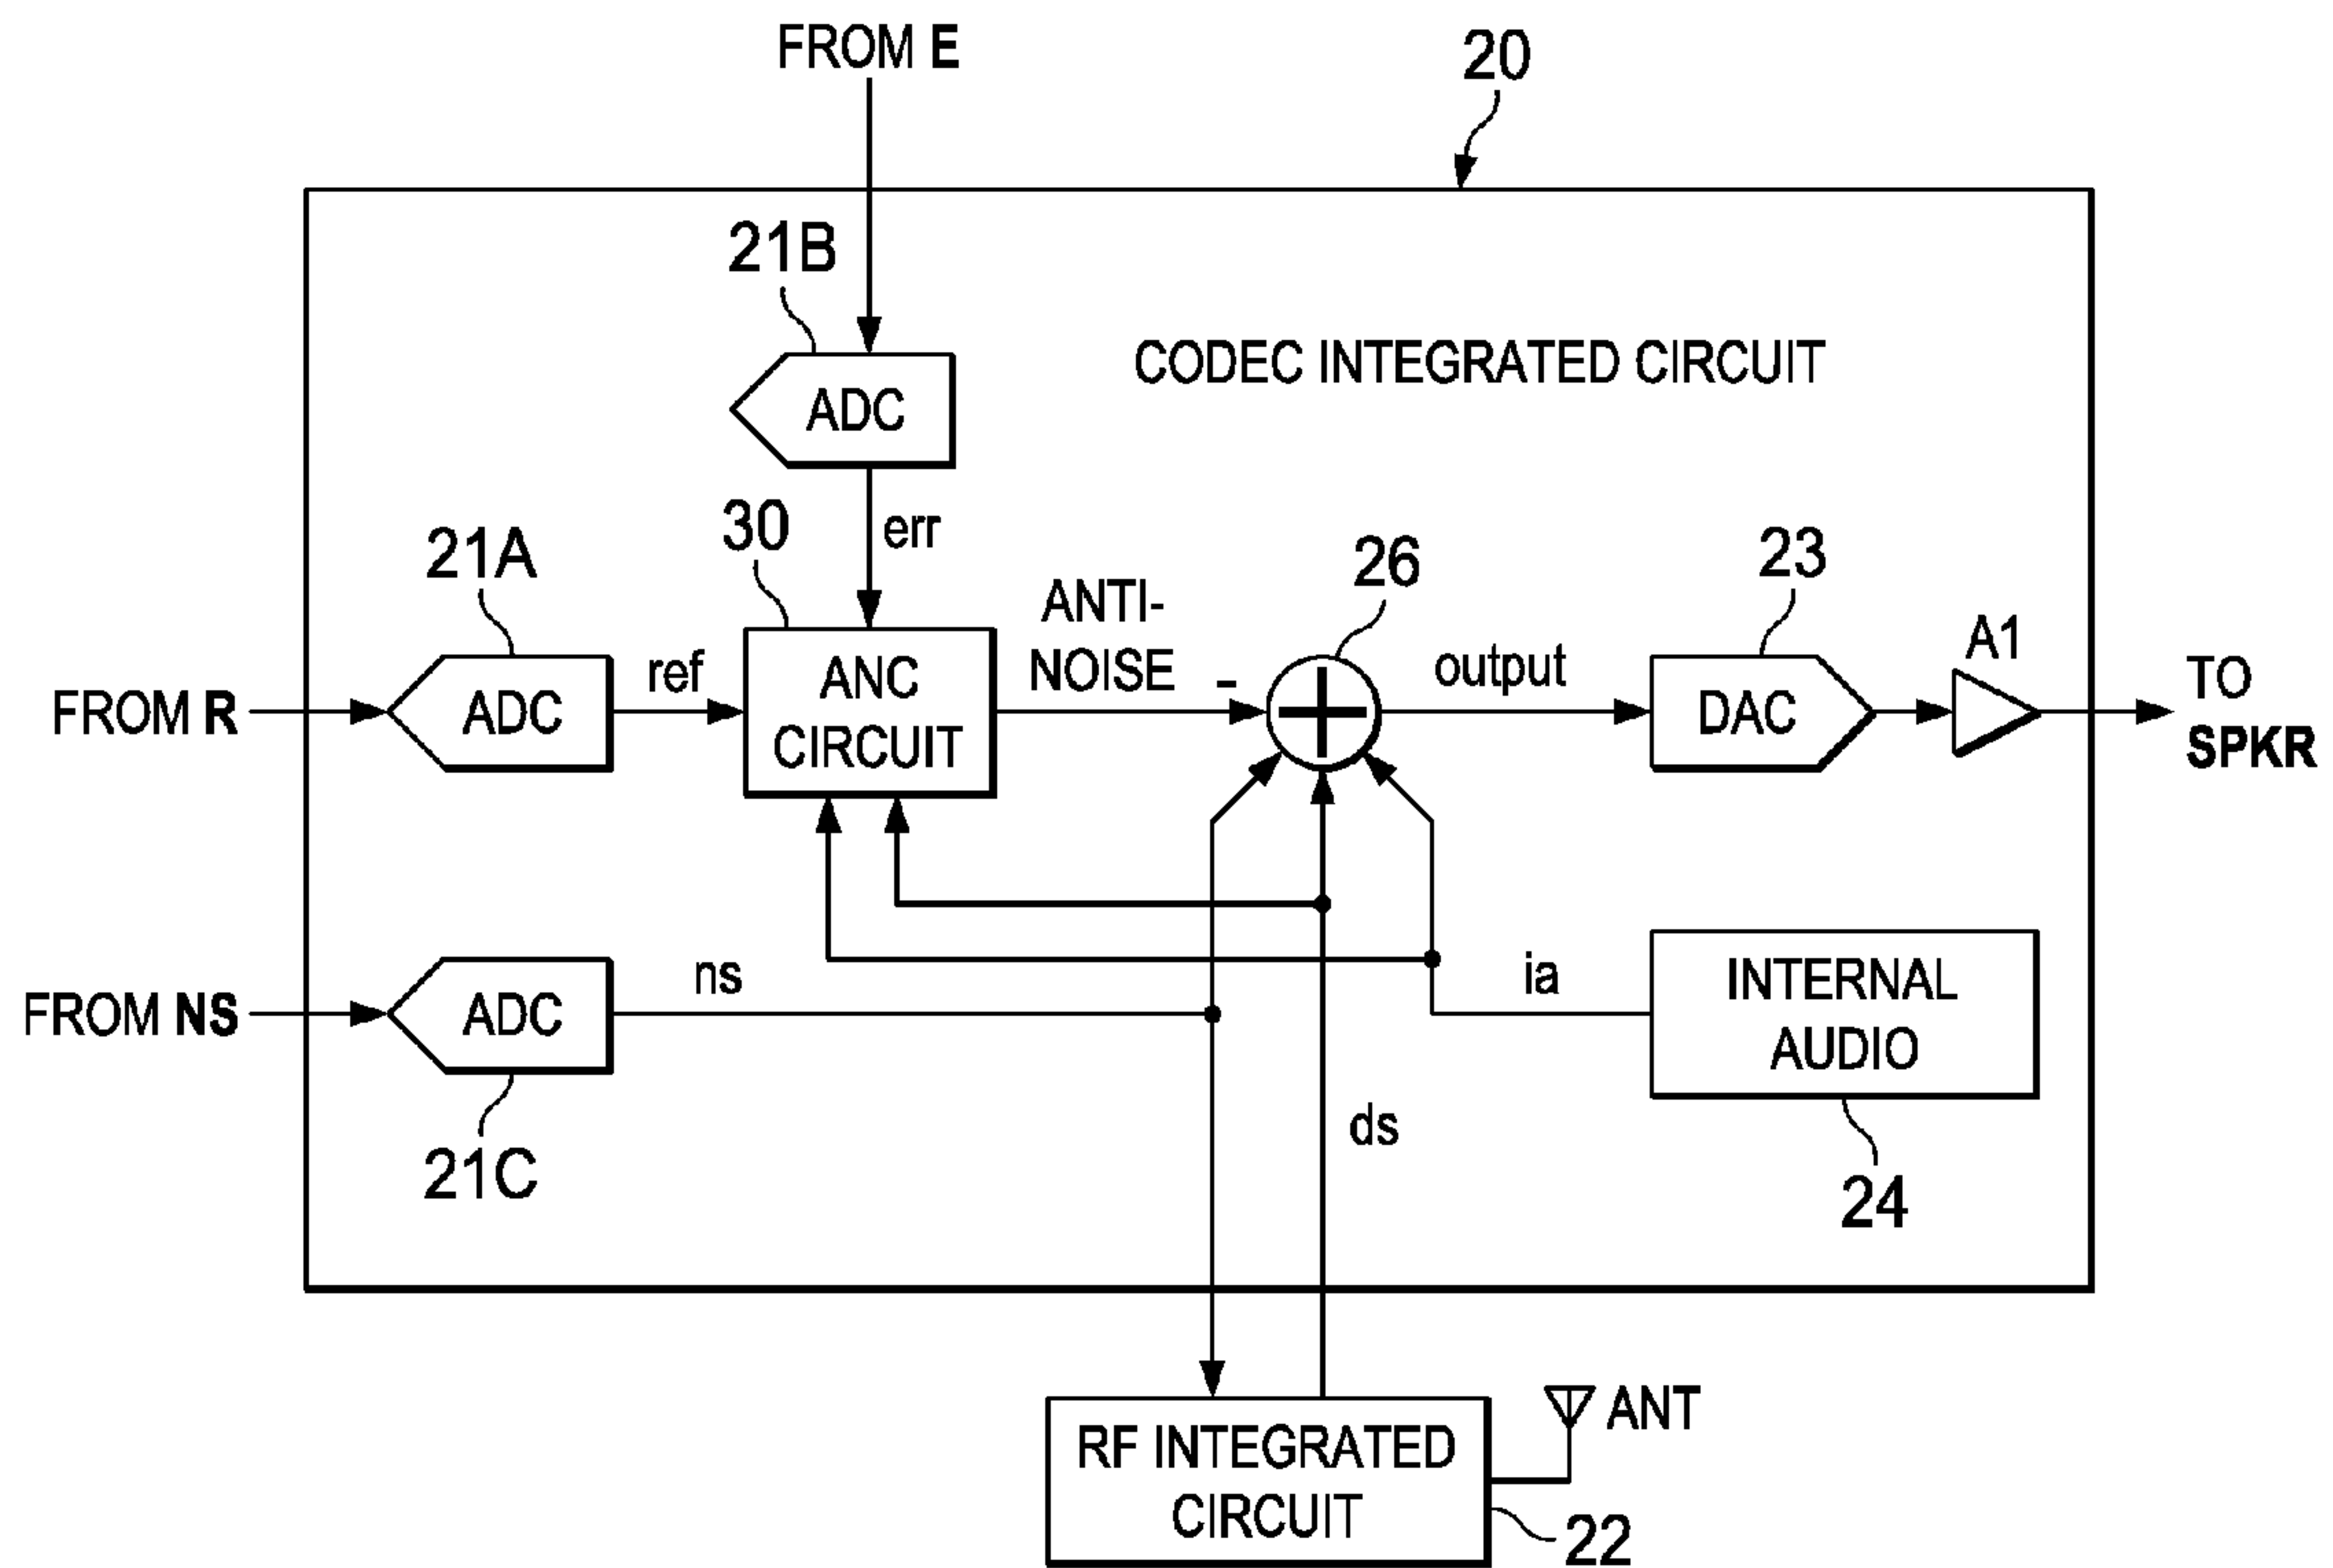 FROM E
20
21B
ADC
CODEC INTEGRATED CIRCUIT
30
err
21A
ref
ANC
CIRCUIT
ANTI-
NOISE
-
26
output
23
DAC
A1
TO
SPKR
FROM R
ADC
FROM NS
ADC
21C
ns
ia
INTERNAL
AUDIO
24
ds
RF INTEGRATED
CIRCUIT
ANT
22